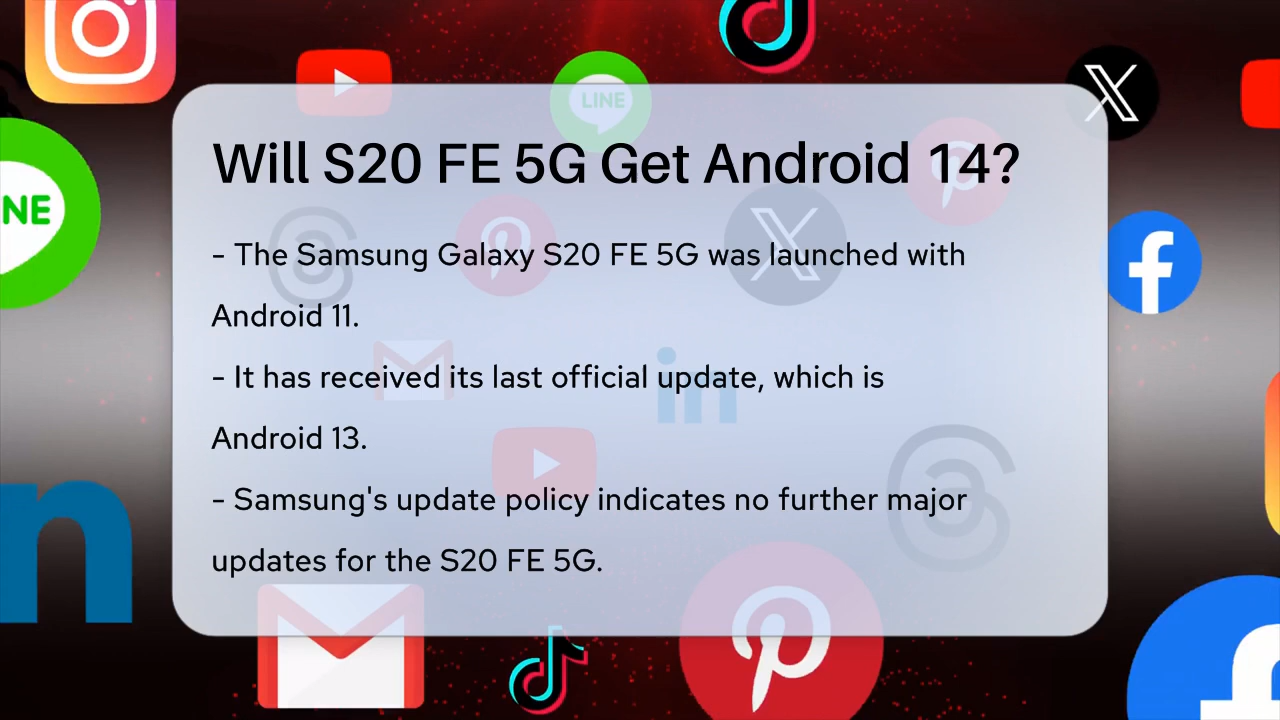 LINE
NE
Will S20 FE 5G Get Android 14?
- The Samsung Galaxy S20 FE 5G was launched with
Android 11.
- It has received its last official update, which is
Android 13.
- Samsung's update policy indicates no further major
updates for the S20 FE 5G.
in
n